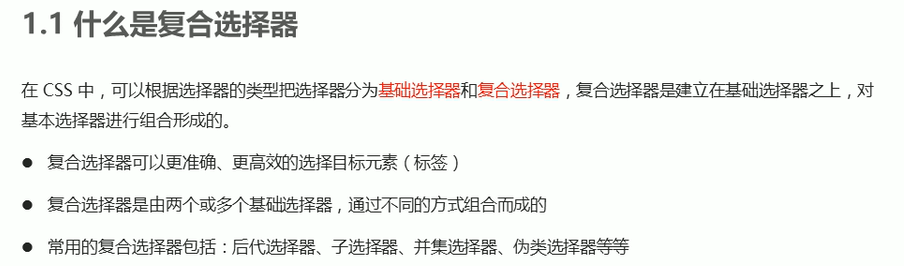 1.1 什么是复合选择器
在 CSS 中，可以根据选择器的类型把选择器分为基础选择器和复合选择器，复合选择器是建立在基础选择器之上，对
基本选择器进行组合形成的。
● 复合选择器可以更准确、更高效的选择目标元素（标签）
● 复合选择器是由两个或多个基础选择器，通过不同的方式组合而成的
● 常用的复合选择器包括：后代选择器、子选择器、并集选择器、伪类选择器等等